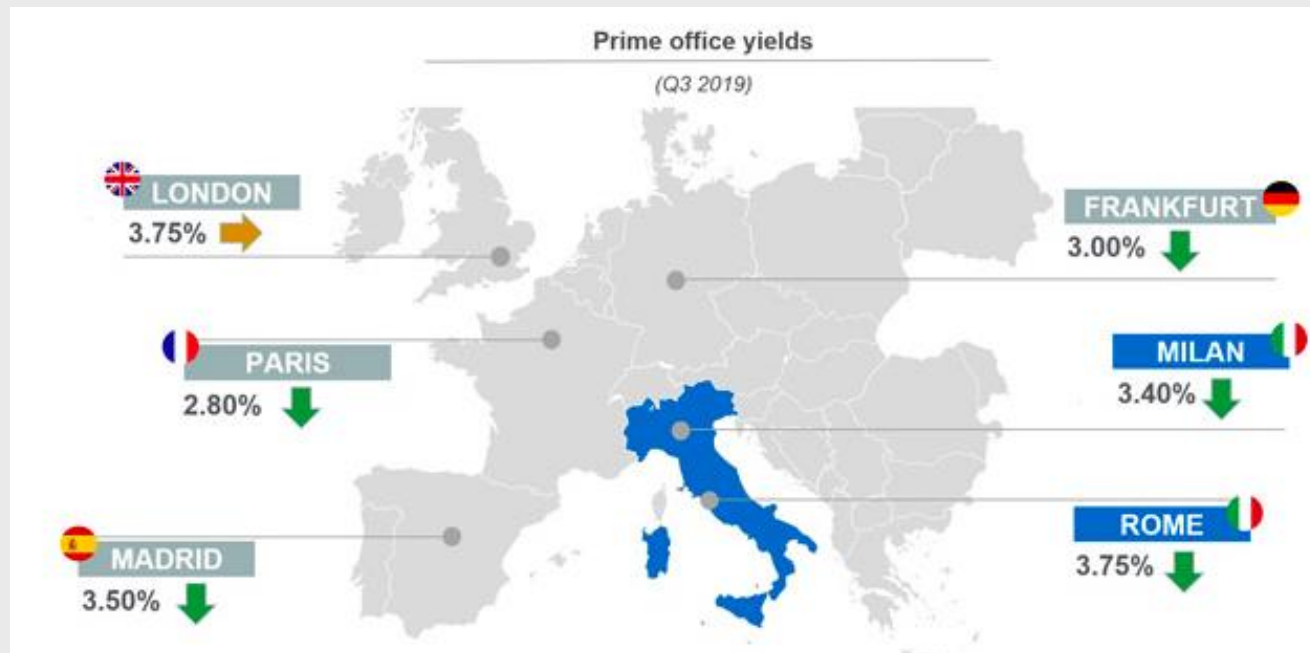 Prime office yields
(Q3 2019)
LONDON
3.75%
FRANKFURT
3.00%
PARIS
2.80%
MILAN
3.40%
MADRID
3.50%
ROME
3.75%